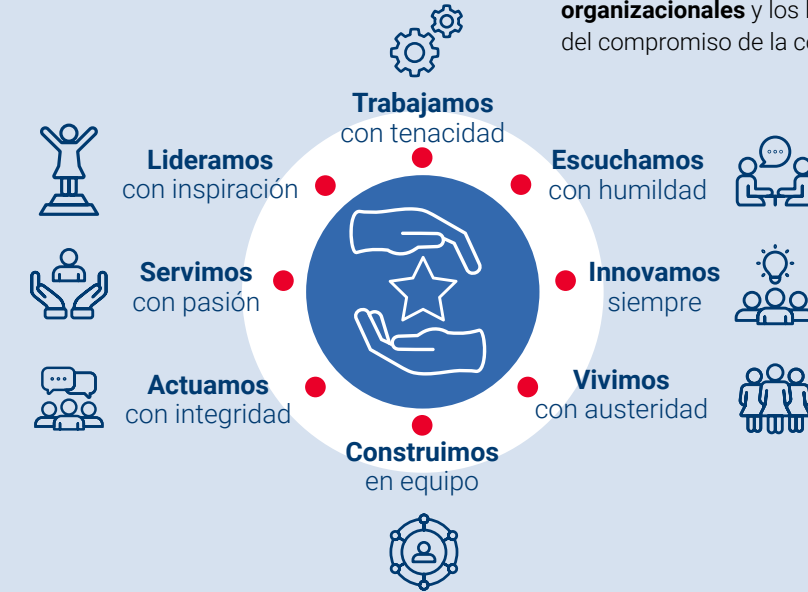 organizacionales y los
del compromiso de la
Trabajamos
con tenacidad
Lideramos
con inspiración
Escuchamos
con humildad
Servimos
con pasión
Innovamos
siempre
Actuamos
con integridad
Vivimos
con austeridad
Construimos
en equipo